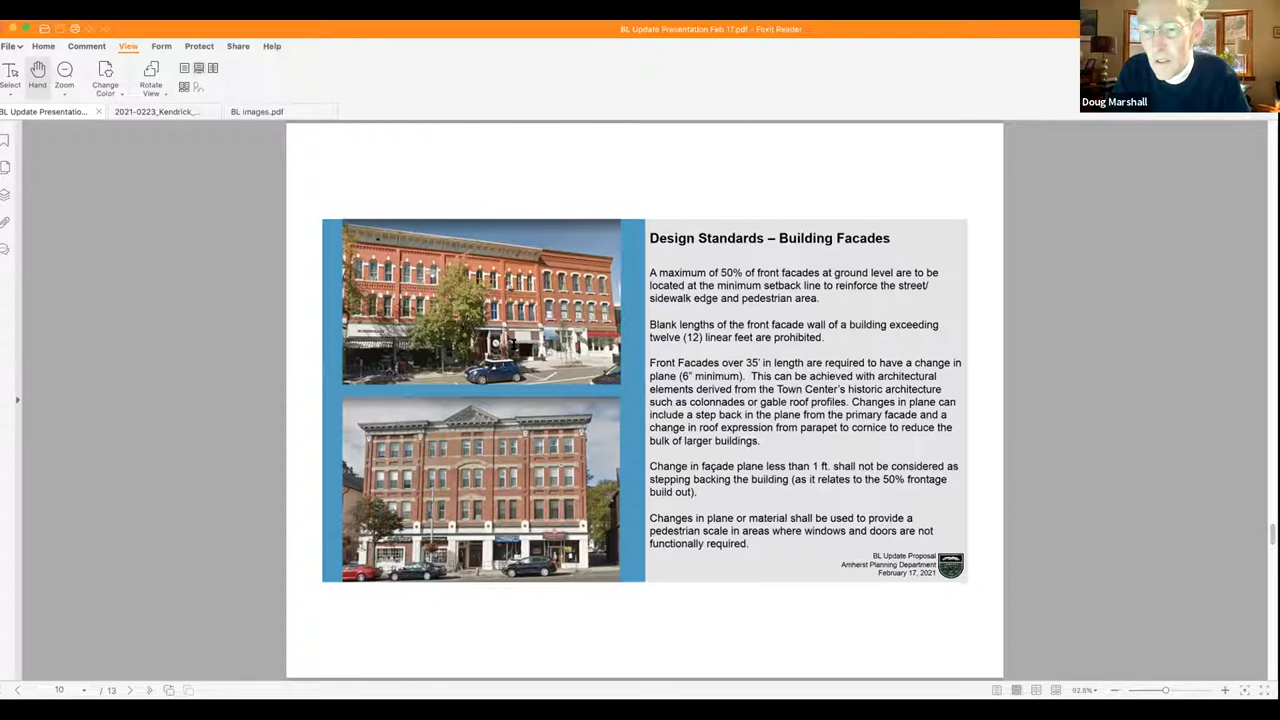 BL Update Presentation Feb 17.pdf - Foxit Reader
File Home Comment View Form Protect Share Help
Select Hand Zoom Change Color Rotate View
BL Update Presentatio... 2021-0223_Kendrick_... BL images.pdf
Doug Marshall
Design Standards – Building Facades
A maximum of 50% of front facades at ground level are to be
located at the minimum setback line to reinforce the street/
sidewalk edge and pedestrian area.
Blank lengths of the front facade wall of a building exceeding
twelve (12) linear feet are prohibited.
Front Facades over 35' in length are required to have a change in
plane (6" minimum). This can be achieved with architectural
elements derived from the Town Center's historic architecture
such as colonnades or gable roof profiles. Changes in plane can
include a step back in the plane from the primary facade and a
change in roof expression from parapet to cornice to reduce the
bulk of larger buildings.
Change in façade plane less than 1 ft. shall not be considered as
stepping backing the building (as it relates to the 50% frontage
build out).
Changes in plane or material shall be used to provide a
pedestrian scale in areas where windows and doors are not
functionally required.
BL Update Proposal
Amherst Planning Department
February 17, 2021
10 / 13
92.5%